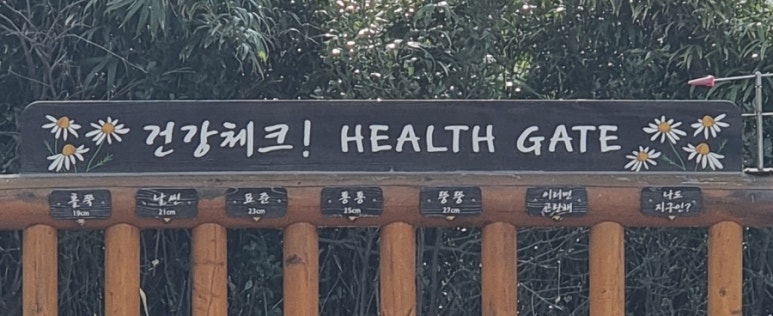 건강체크! HEALTH GATE
홀쭉
19cm
날씬
21cm
표준
23cm
통통
25cm
뚱뚱
27cm
이러면
곤란해
나도
지구인?